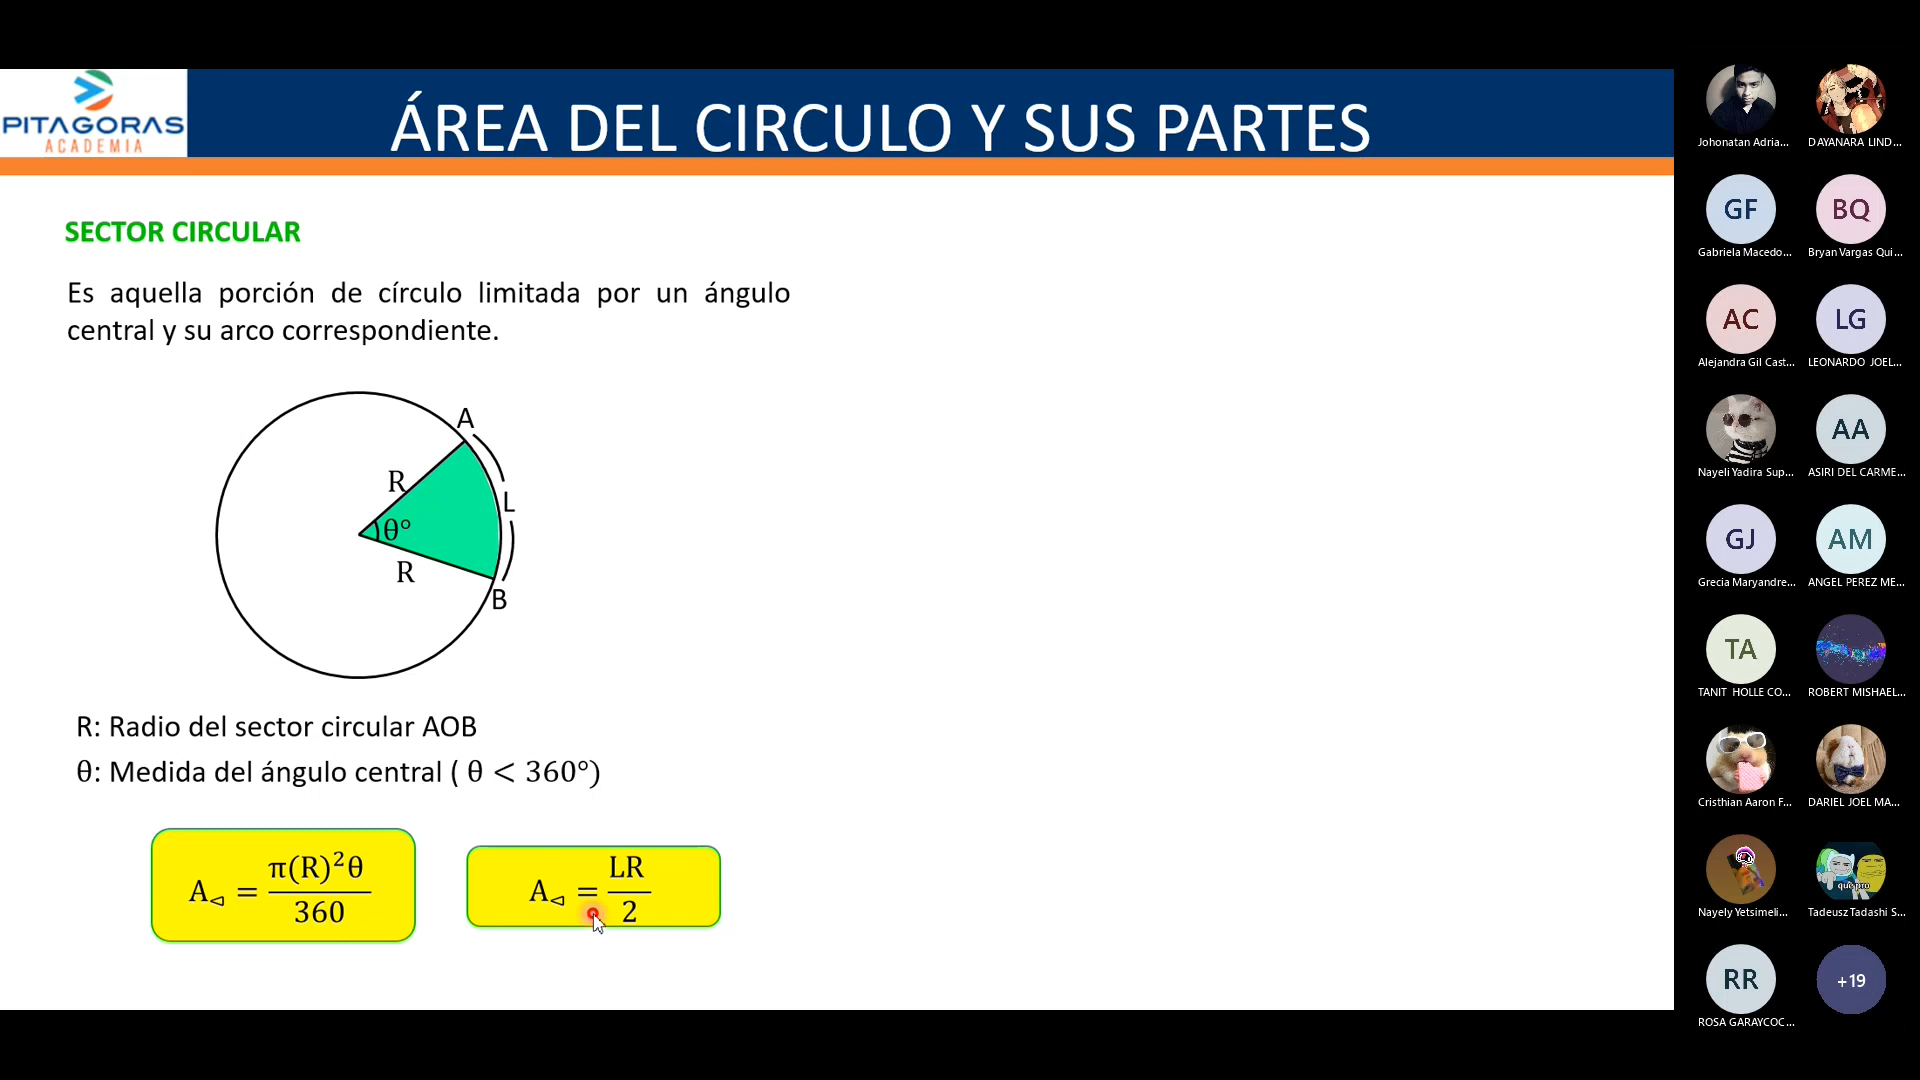 PITAGORAS
ACADEMIA
ÁREA DEL CIRCULO Y SUS PARTES
SECTOR CIRCULAR
Es aquella porción de círculo limitada por un ángulo
central y su arco correspondiente.
A
R
L
θ°
R
B
R: Radio del sector circular AOB
θ: Medida del ángulo central ( θ < 360°)
A⊲ = π(R)²θ / 360
A⊲ = LR / 2
Johonatan Adria...
DAYANARA LIND...
GF
BQ
Gabriela Macedo...
Bryan Vargas Qui...
AC
LG
Alejandra Gil Cast...
LEONARDO JOEL...
AA
Nayeli Yadira Sup...
ASIRI DEL CARME...
GJ
AM
Grecia Maryandre...
ANGEL PEREZ ME...
TA
TANIT HOLLE CO...
ROBERT MISHAEL...
Cristhian Aaron F...
DARIEL JOEL MA...
que pro
Nayely Yetsimeli...
Tadeusz Tadashi S...
RR
+19
ROSA GARAYCOC...